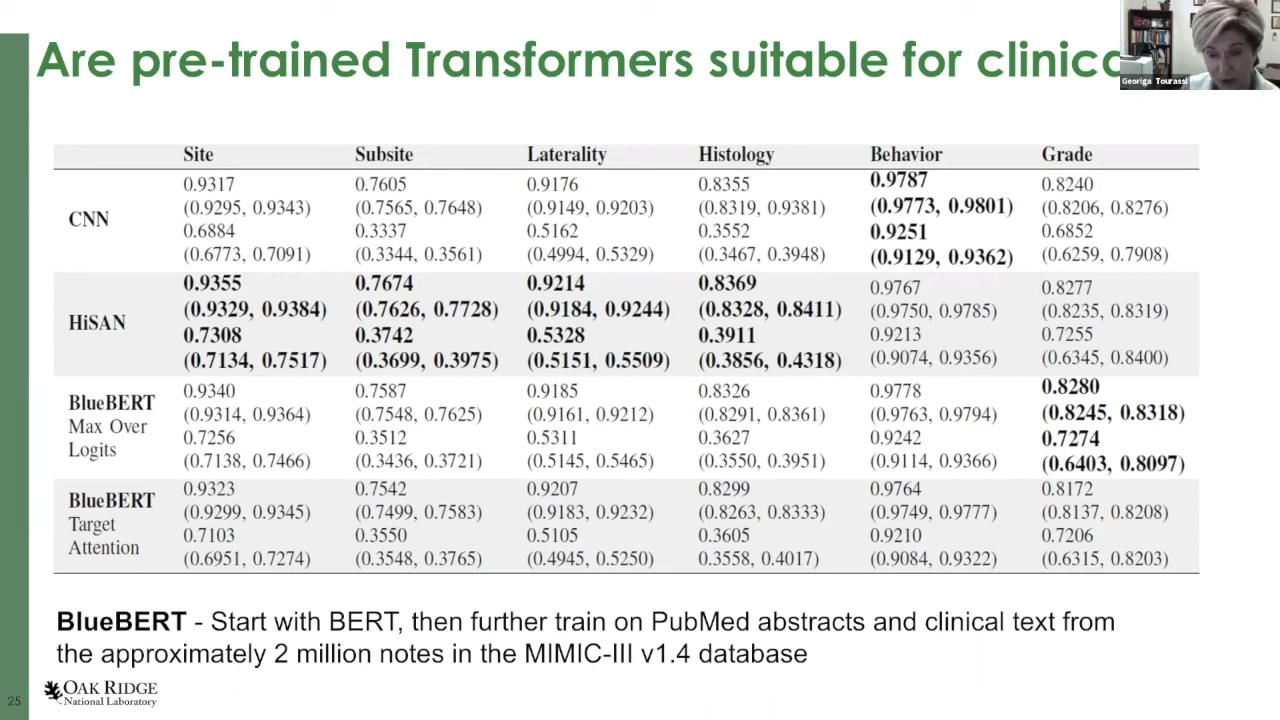 Are pre-trained Transformers suitable for clinica
Georiga Tourassi
Site Subsite Laterality Histology Behavior Grade
CNN
0.9317 0.7605 0.9176 0.8355 0.9787 0.8240
(0.9295, 0.9343) (0.7565, 0.7648) (0.9149, 0.9203) (0.8319, 0.9381) (0.9773, 0.9801) (0.8206, 0.8276)
0.6884 0.3337 0.5162 0.3552 0.9251 0.6852
(0.6773, 0.7091) (0.3344, 0.3561) (0.4994, 0.5329) (0.3467, 0.3948) (0.9129, 0.9362) (0.6259, 0.7908)
HiSAN
0.9355 0.7674 0.9214 0.8369 0.9767 0.8277
(0.9329, 0.9384) (0.7626, 0.7728) (0.9184, 0.9244) (0.8328, 0.8411) (0.9750, 0.9785) (0.8235, 0.8319)
0.7308 0.3742 0.5328 0.3911 0.9213 0.7255
(0.7134, 0.7517) (0.3699, 0.3975) (0.5151, 0.5509) (0.3856, 0.4318) (0.9074, 0.9356) (0.6345, 0.8400)
BlueBERT
Max Over
Logits
0.9340 0.7587 0.9185 0.8326 0.9778 0.8280
(0.9314, 0.9364) (0.7548, 0.7625) (0.9161, 0.9212) (0.8291, 0.8361) (0.9763, 0.9794) (0.8245, 0.8318)
0.7256 0.3512 0.5311 0.3627 0.9242 0.7274
(0.7138, 0.7466) (0.3436, 0.3721) (0.5145, 0.5465) (0.3550, 0.3951) (0.9114, 0.9366) (0.6403, 0.8097)
BlueBERT
Target
Attention
0.9323 0.7542 0.9207 0.8299 0.9764 0.8172
(0.9299, 0.9345) (0.7499, 0.7583) (0.9183, 0.9232) (0.8263, 0.8333) (0.9749, 0.9777) (0.8137, 0.8208)
0.7103 0.3550 0.5105 0.3605 0.9210 0.7206
(0.6951, 0.7274) (0.3548, 0.3765) (0.4945, 0.5250) 0.3558, 0.4017) (0.9084, 0.9322) (0.6315, 0.8203)
BlueBERT - Start with BERT, then further train on PubMed abstracts and clinical text from
the approximately 2 million notes in the MIMIC-III v1.4 database
25
OAK RIDGE
National Laboratory